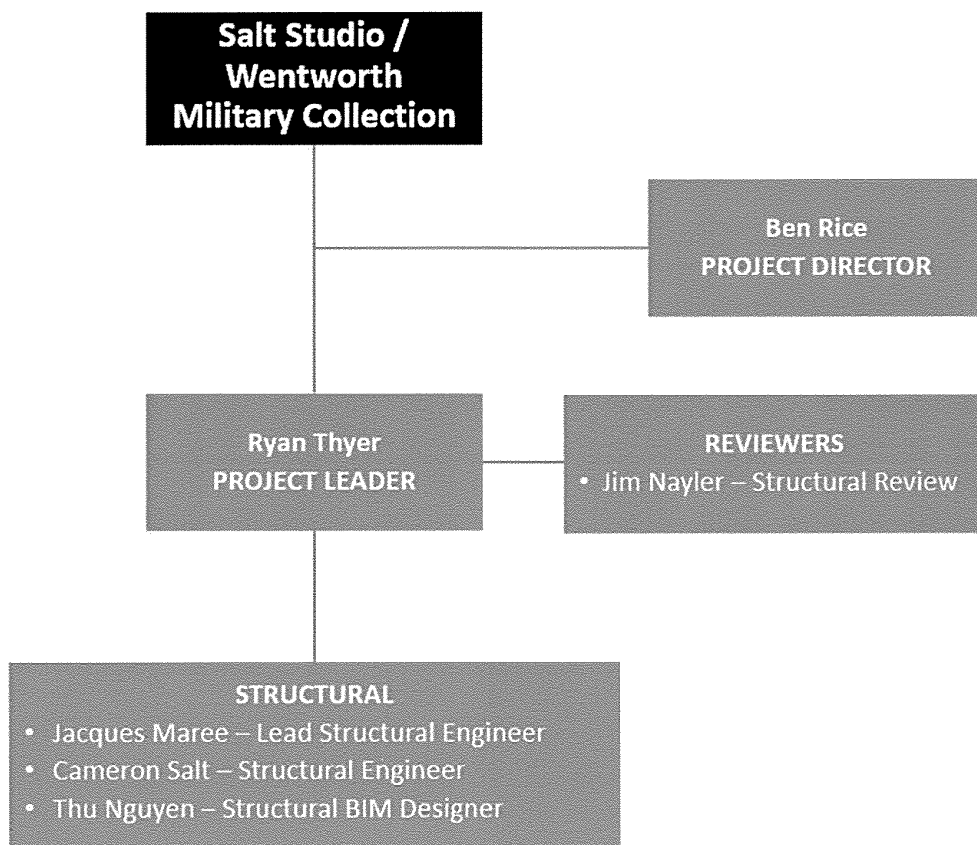 Salt Studio /
Wentworth
Military Collection
Ben Rice
PROJECT DIRECTOR
Ryan Thyer
PROJECT LEADER
REVIEWERS
• Jim Nayler – Structural Review
STRUCTURAL
• Jacques Maree – Lead Structural Engineer
• Cameron Salt – Structural Engineer
• Thu Nguyen – Structural BIM Designer